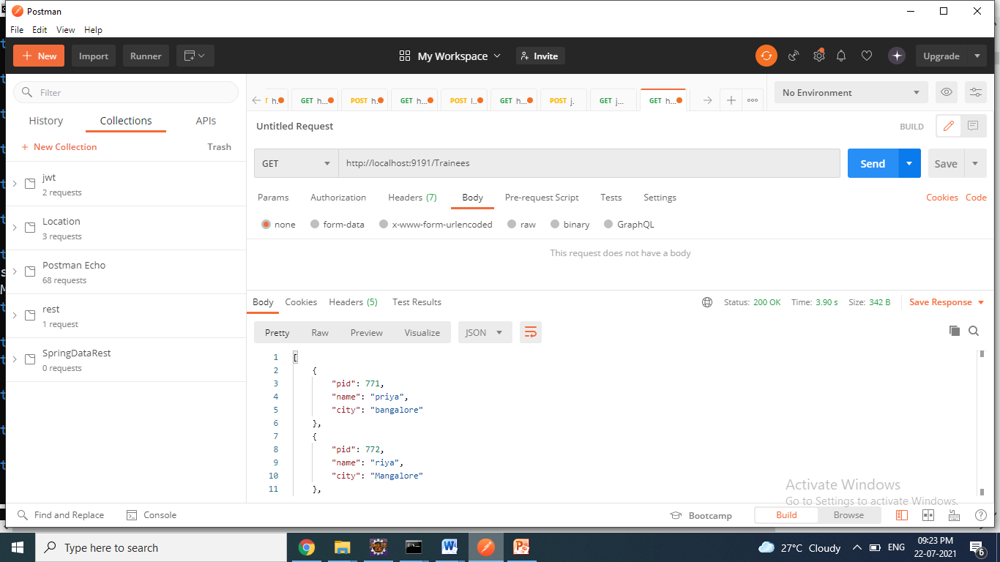 Postman
File Edit View Help
New Import Runner My Workspace Invite Upgrade
Filter
History Collections APIs
+ New Collection Trash
jwt
2 requests
Location
3 requests
Postman Echo
68 requests
rest
1 request
SpringDataRest
0 requests
h... GET h... POST h. GET h... POST l... GET h... POST j. GET j... GET h... No Environment
Untitled Request BUILD
GET http://localhost:9191/Trainees Send Save
Params Authorization Headers (7) Body Pre-request Script Tests Settings Cookies Code
none form-data x-www-form-urlencoded raw binary GraphQL
This request does not have a body
Body Cookies Headers (5) Test Results Status: 200 OK Time: 3.90 s Size: 342 B Save Response
Pretty Raw Preview Visualize JSON
1 [
2 {
3 "pid": 771,
4 "name": "priya",
5 "city": "bangalore"
6 },
7 {
8 "pid": 772,
9 "name": "riya",
10 "city": "Mangalore"
11 },
Activate Windows
Go to Settings to activate Windows.
Find and Replace Console Bootcamp Build Browse
Type here to search 27°C Cloudy ENG 09:23 PM
22-07-2021 6